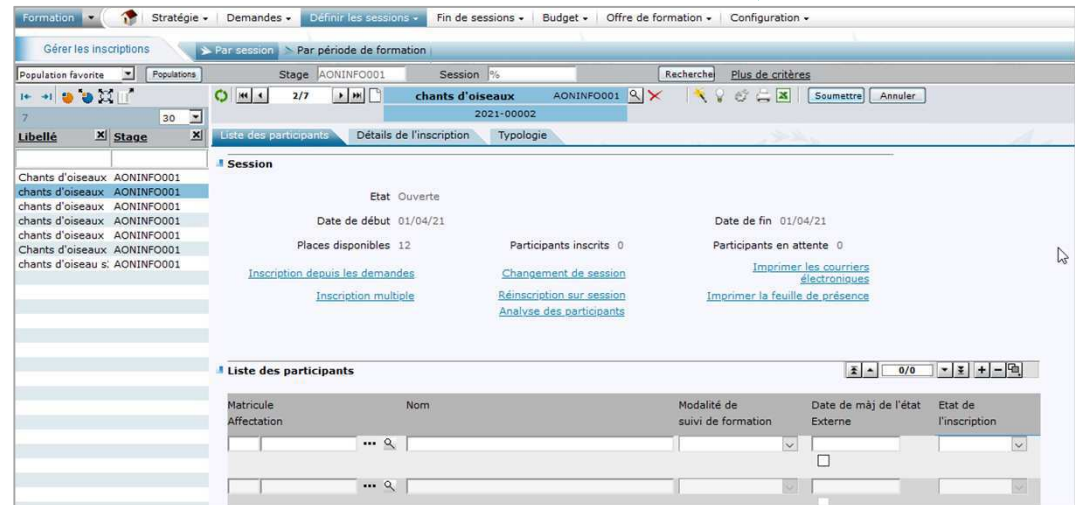 Formation Stratégie Demandes Définir les sessions Fin de sessions Budget Offre de formation Configuration
Gérer les inscriptions Par session Par période de formation
Population favorite Populations Stage AONINFO001 Session % Recherche Plus de critères
2/7 chants d'oiseaux AONINFO001 Soumettre Annuler
7 30 2021-00002
Libellé Stage Liste des participants Détails de l'inscription Typologie
Session
Chants d'oiseaux AONINFO001
chants d'oiseaux AONINFO001
Etat Ouverte
chants d'oiseaux AONINFO001
chants d'oiseaux AONINFO001
Date de début 01/04/21 Date de fin 01/04/21
chants d'oiseaux AONINFO001
Chants d'oiseaux AONINFO001
Places disponibles 12 Participants inscrits 0 Participants en attente 0
chants d'oiseau s: AONINFO001
Inscription depuis les demandes Changement de session Imprimer les courriers
électroniques
Inscription multiple Réinscription sur session Imprimer la feuille de présence
Analyse des participants
Liste des participants 0/0
Matricule Nom Modalité de Date de màj de l'état Etat de
Affectation suivi de formation Externe l'inscription